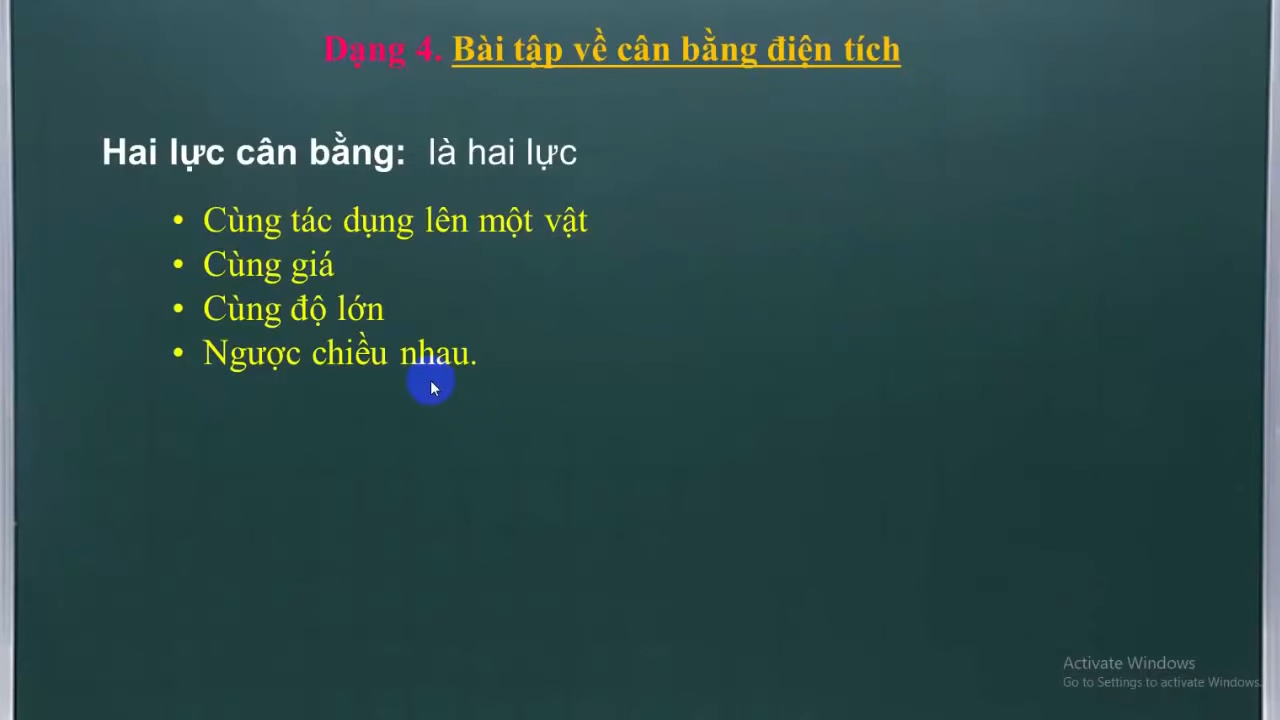 Dạng 4. Bài tập về cân bằng điện tích
Hai lực cân bằng: là hai lực
• Cùng tác dụng lên một vật
• Cùng giá
• Cùng độ lớn
• Ngược chiều nhau.
Activate Windows
Go to Settings to activate Windows.